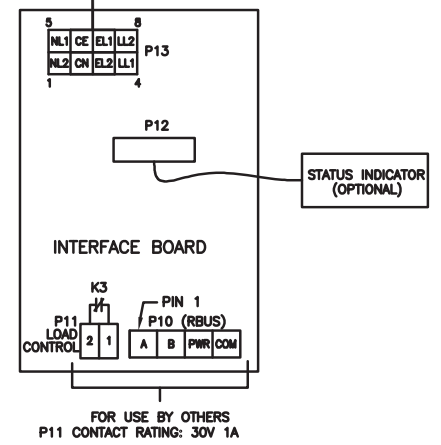 5 8
NL1 CE EL1 LL2
P13
NL2 CN EL2 LL1
1 4
P12
STATUS INDICATOR
(OPTIONAL)
INTERFACE BOARD
K3
PIN 1
P11
LOAD
CONTROL
2 1
P10 (RBUS)
A B PWR COM
FOR USE BY OTHERS
P11 CONTACT RATING: 30V 1A